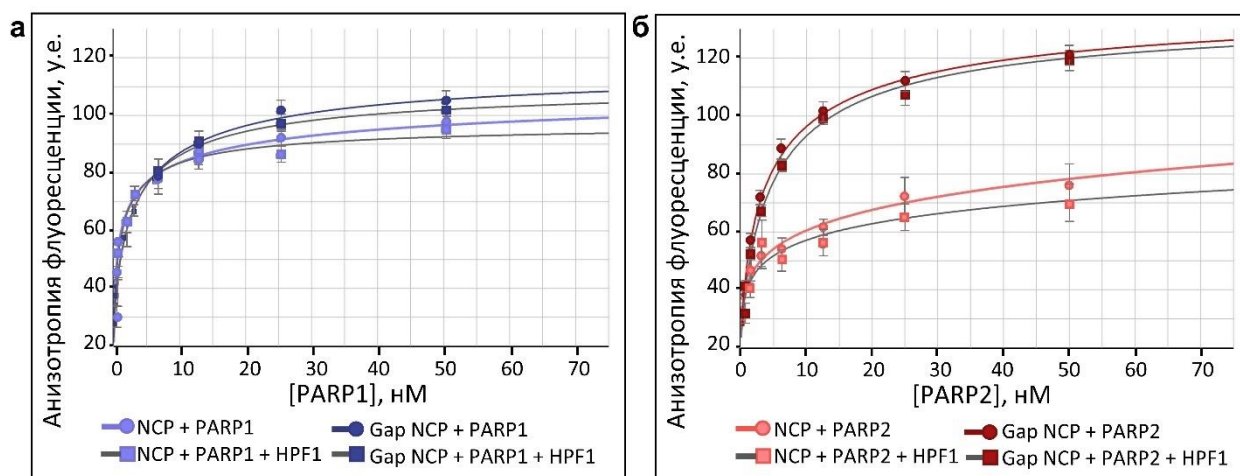 а
Анизотропия флуоресценции, у.е.
120
100
80
60
40
20
0 10 20 30 40 50 60 70
[PARP1], нМ
NCP + PARP1
Gap NCP + PARP1
NCP + PARP1 + HPF1
Gap NCP + PARP1 + HPF1
б
Анизотропия флуоресценции, у.е.
120
100
80
60
40
20
0 10 20 30 40 50 60 70
[PARP2], нМ
NCP + PARP2
Gap NCP + PARP2
NCP + PARP2 + HPF1
Gap NCP + PARP2 + HPF1